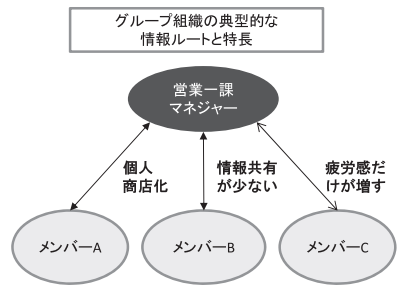 グループ組織の典型的な
情報ルートと特長
営業一課
マネジャー
個人
商店化
情報共有
が少ない
疲労感だ
けが増す
メンバーA
メンバーB
メンバーC